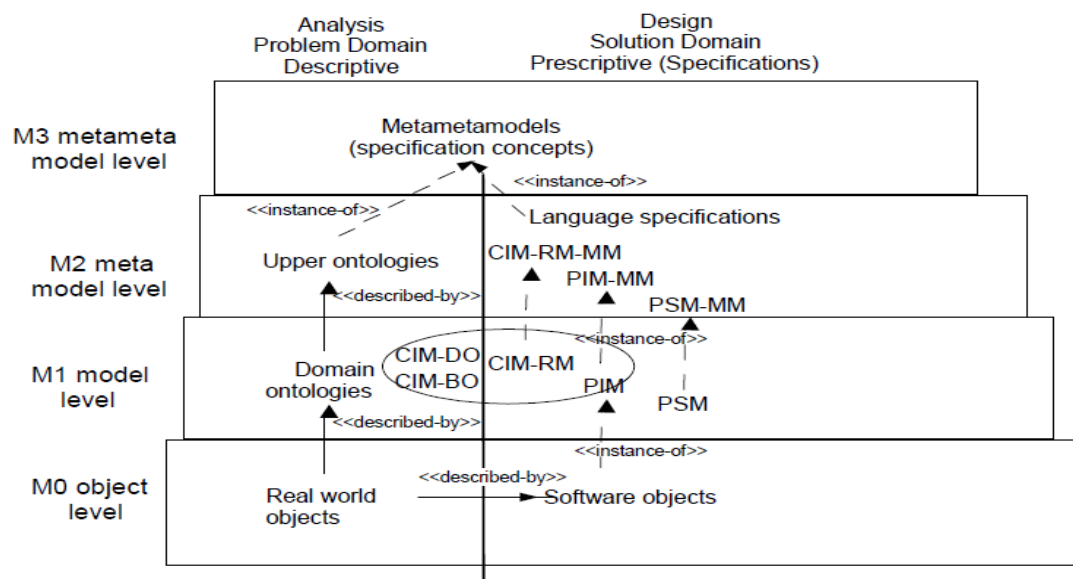 Analysis
Problem Domain
Descriptive
Design
Solution Domain
Prescriptive (Specifications)
M3 metameta
model level
Metametamodels
(specification concepts)
<<instance-of>>
<<instance-of>>
Language specifications
M2 meta
model level
Upper ontologies
CIM-RM-MM
PIM-MM
PSM-MM
<<described-by>>
<<instance-of>>
M1 model
level
Domain
ontologies
CIM-DO
CIM-BO
CIM-RM
PIM
PSM
<<described-by>>
<<instance-of>>
M0 object
level
<<described-by>>
Real world
objects
Software objects